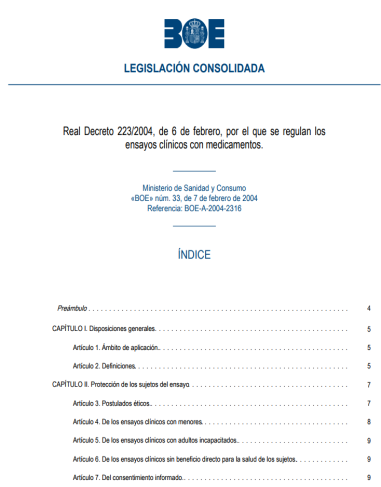 BOE
LEGISLACIÓN CONSOLIDADA
Real Decreto 223/2004, de 6 de febrero, por el que se regulan los
ensayos clínicos con medicamentos.
Ministerio de Sanidad y Consumo
«BOE» núm. 33, de 7 de febrero de 2004
Referencia: BOE-A-2004-2316
ÍNDICE
Preámbulo . . . . . . . . . . . . . . . . . . . . . . . . . . . . . . . . . . . . . . . . . . . . . . . . . . . . . . . . . . . . . . . . 4
CAPÍTULO I. Disposiciones generales. . . . . . . . . . . . . . . . . . . . . . . . . . . . . . . . . . . . . . . . . . . . . . . . 5
Artículo 1. Ámbito de aplicación.. . . . . . . . . . . . . . . . . . . . . . . . . . . . . . . . . . . . . . . . . . . . . . . 5
Artículo 2. Definiciones. . . . . . . . . . . . . . . . . . . . . . . . . . . . . . . . . . . . . . . . . . . . . . . . . . . . . 5
CAPÍTULO II. Protección de los sujetos del ensayo . . . . . . . . . . . . . . . . . . . . . . . . . . . . . . . . . . . . . . . 7
Artículo 3. Postulados éticos.. . . . . . . . . . . . . . . . . . . . . . . . . . . . . . . . . . . . . . . . . . . . . . . . . 7
Artículo 4. De los ensayos clínicos con menores. . . . . . . . . . . . . . . . . . . . . . . . . . . . . . . . . . . . 8
Artículo 5. De los ensayos clínicos con adultos incapacitados.. . . . . . . . . . . . . . . . . . . . . . . . . . . 9
Artículo 6. De los ensayos clínicos sin beneficio directo para la salud de los sujetos.. . . . . . . . . . . . . 9
Artículo 7. Del consentimiento informado.. . . . . . . . . . . . . . . . . . . . . . . . . . . . . . . . . . . . . . . . . 9